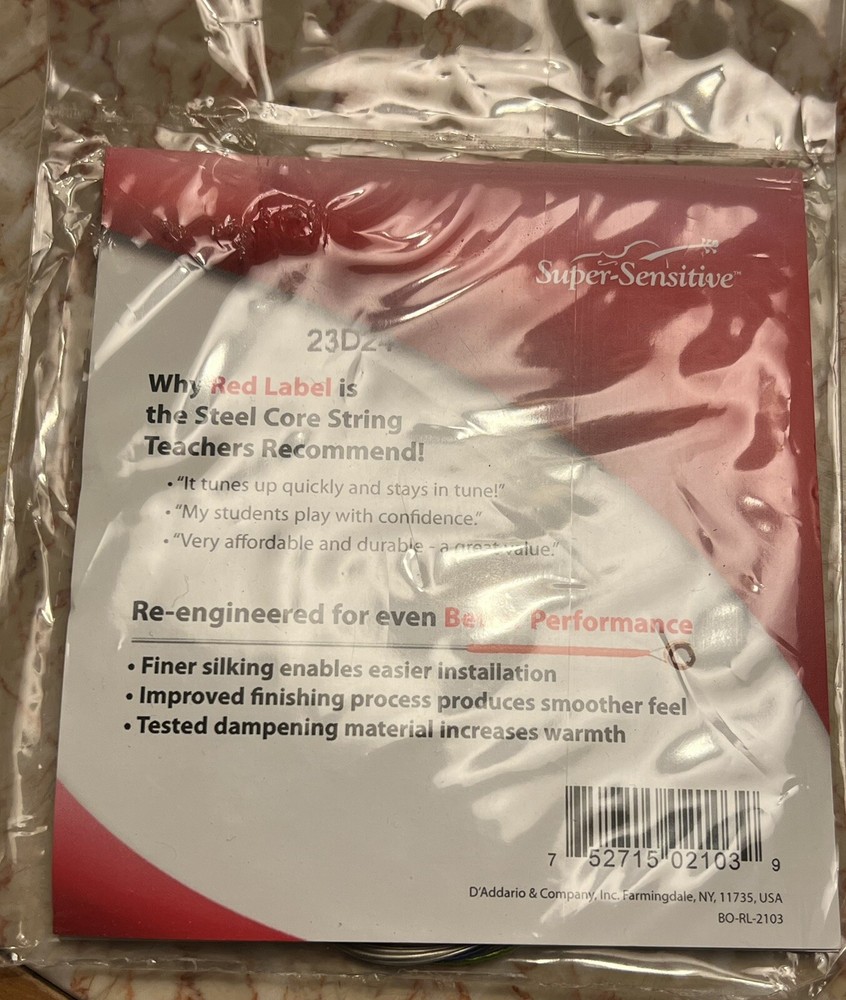 Super-Sensitive™
Why Red Label is
the Steel Core String
Teachers Recommend!
• "It tunes up quickly and stays in tune!"
• "My students play with confidence."
• "Very affordable and durable - a great value."
Re-engineered for even Performance
• Finer silking enables easier installation
• Improved finishing process produces smoother feel
• Tested dampening material increases warmth
7 52715 02103 9
D'Addario & Company, Inc. Farmingdale, NY, 11735, USA
BO-RL-2103